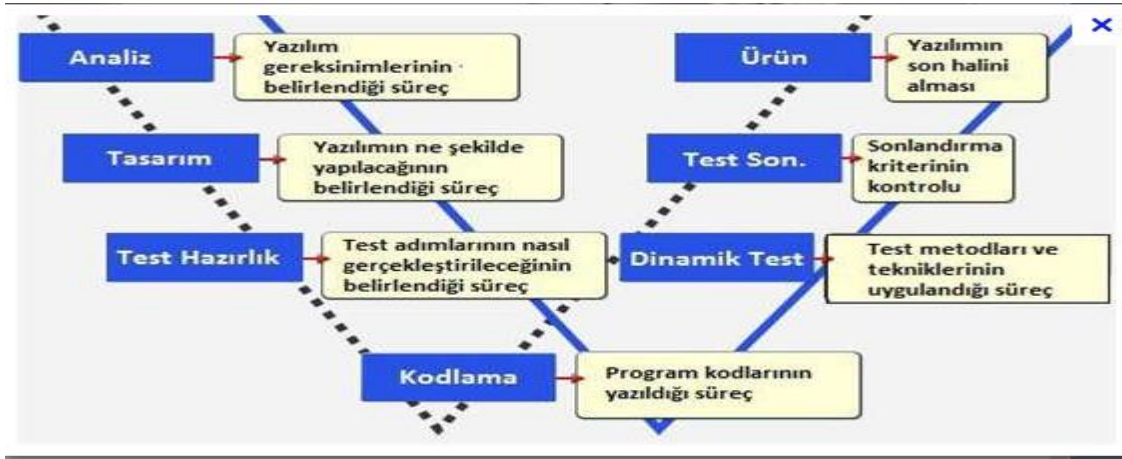 Analiz
Yazılım
gereksinimlerinin
belirlendiği süreç
Ürün
Yazılımın
son halini
alması
Tasarım
Yazılımın ne şekilde
yapılacağının
belirlendiği süreç
Test Son.
Sonlandırma
kriterinin
kontrolu
Test Hazırlık
Test adımlarının nasıl
gerçekleştirileceğinin
belirlendiği süreç
Dinamik Test
Test metodları ve
tekniklerinin
uygulandığı süreç
Kodlama
Program kodlarının
yazıldığı süreç